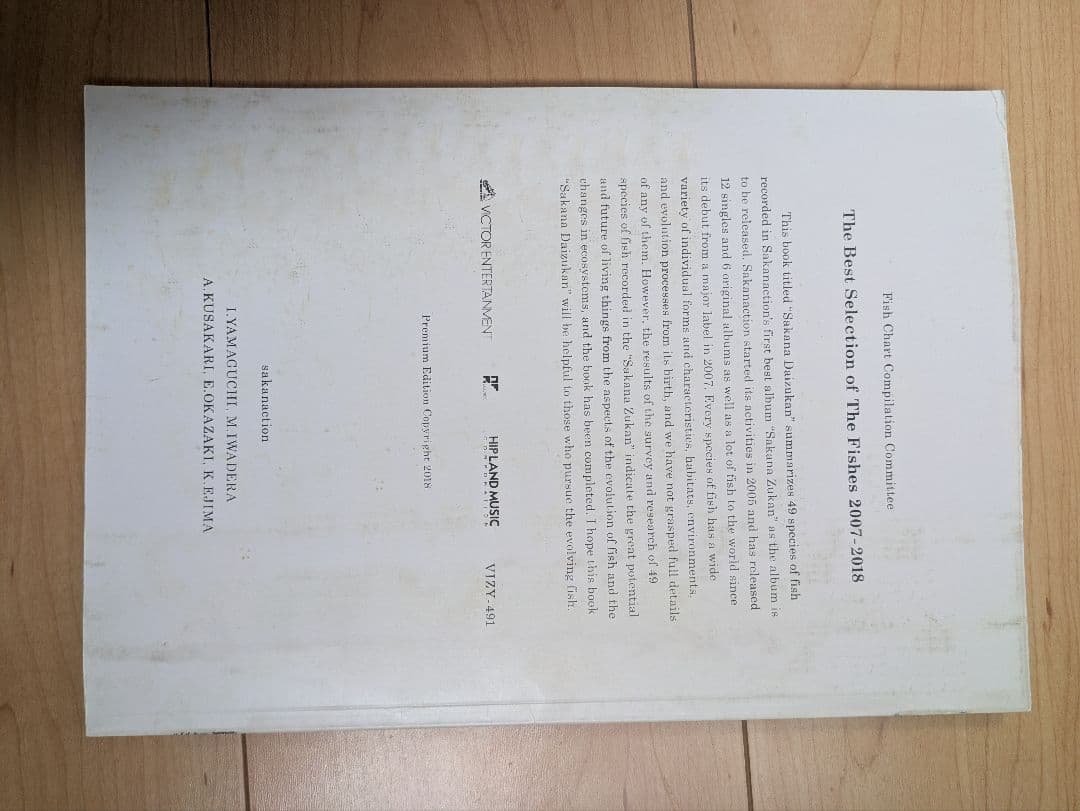 Fish Chart Compilation Committee
The Best Selection of The Fishes 2007-2018
This book titled "Sakana Daizukan" summarizes 49 species of fish
recorded in Sakanaction's first best album "Sakana Zukan" as the album is
to be released. Sakanaction started its activities in 2005 and has released
12 singles and 6 original albums as well as a lot of fish to the world since
its debut from a major label in 2007. Every species of fish has a wide
variety of individual forms and characteristics, habitats, environments,
and evolution processes from its birth, and we have not grasped full details
of any of them. However, the results of the survey and research of 49
species of fish recorded in the "Sakana Zukan" indicate the great potential
and future of living things from the aspects of the evolution of fish and the
changes in ecosystems, and the book has been completed. I hope this book
"Sakana Daizukan" will be helpful to those who pursue the evolving fish.
VICTOR ENTERTAINMENT
HIPLAND MUSIC
CORPORATION
VIZY-491
Premium Edition Copyright 2018
sakanaction
I.YAMAGUCHI, M.IWADERA
A.KUSAKARI, E.OKAZAKI, K.EJIMA